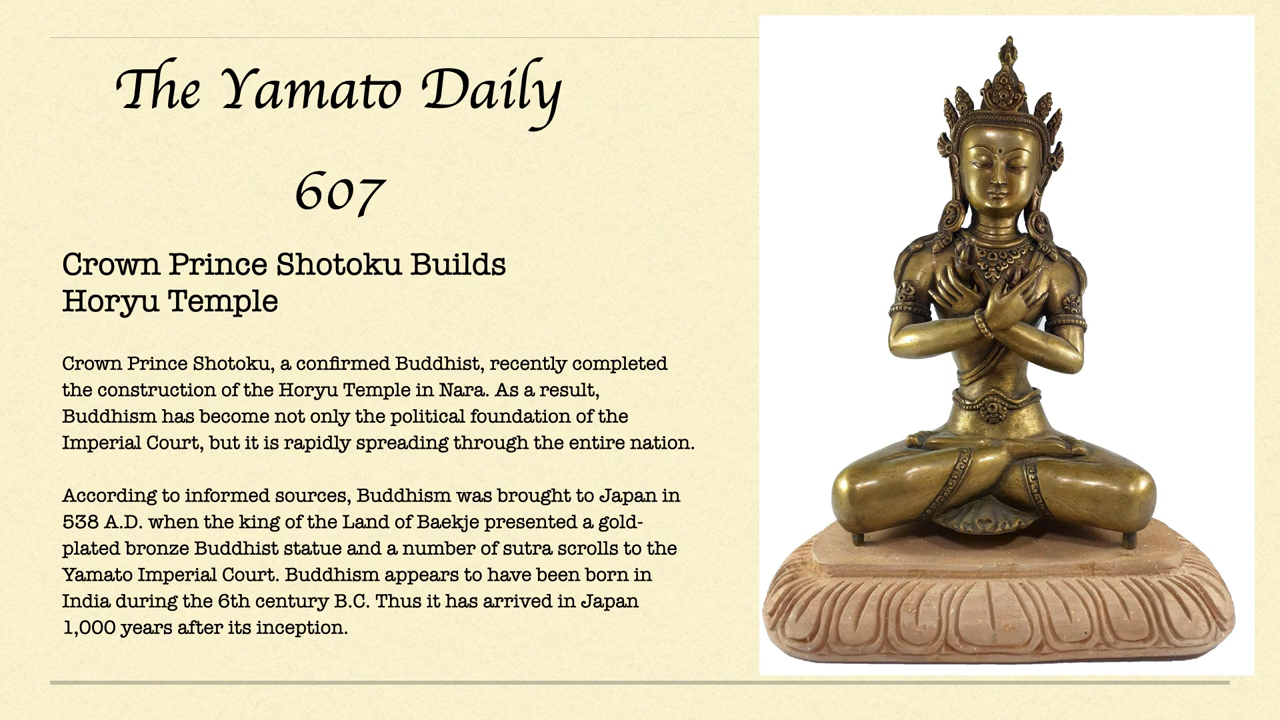 The Yamato Daily
607
Crown Prince Shotoku Builds
Horyu Temple
Crown Prince Shotoku, a confirmed Buddhist, recently completed
the construction of the Horyu Temple in Nara. As a result,
Buddhism has become not only the political foundation of the
Imperial Court, but it is rapidly spreading through the entire nation.
According to informed sources, Buddhism was brought to Japan in
538 A.D. when the king of the Land of Baekje presented a gold-
plated bronze Buddhist statue and a number of sutra scrolls to the
Yamato Imperial Court. Buddhism appears to have been born in
India during the 6th century B.C. Thus it has arrived in Japan
1,000 years after its inception.